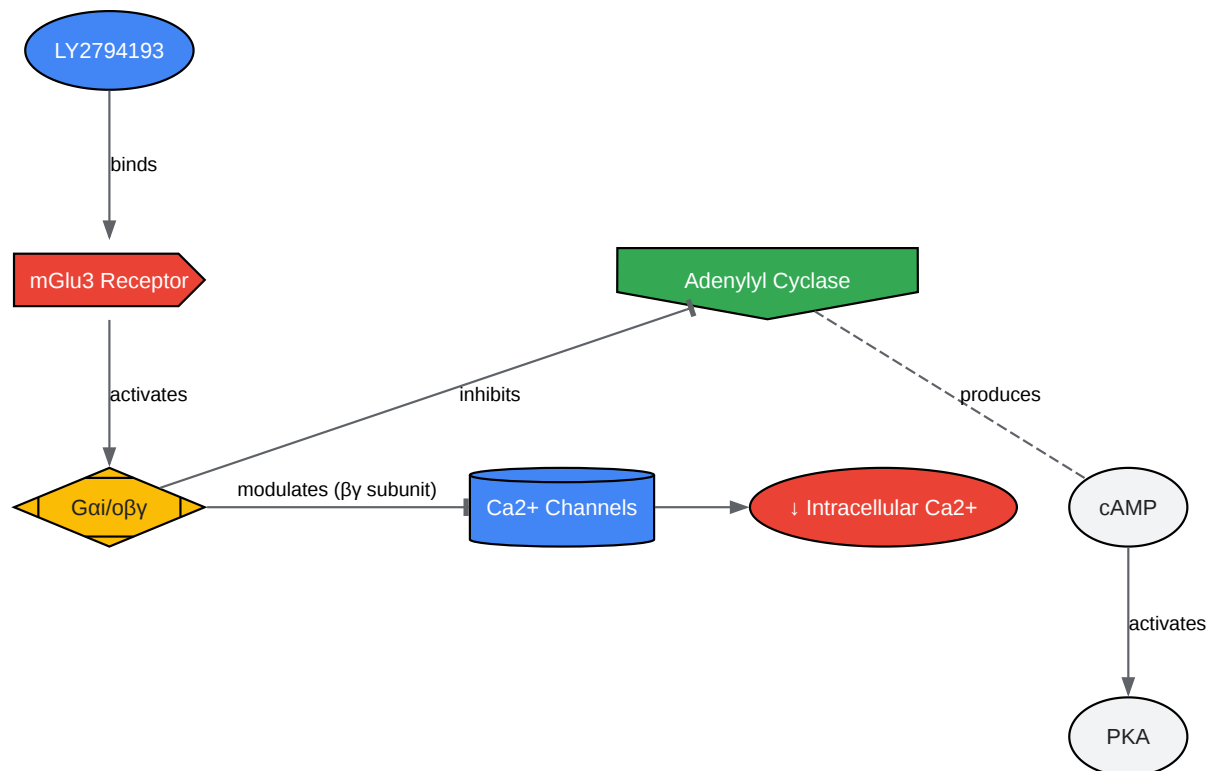 LY2794193
binds
mGlu3 Receptor
Adenylyl Cyclase
activates
inhibits
produces
Gαi/oβγ
modulates (βγ subunit)
Ca2+ Channels
↓ Intracellular Ca2+
cAMP
activates
PKA